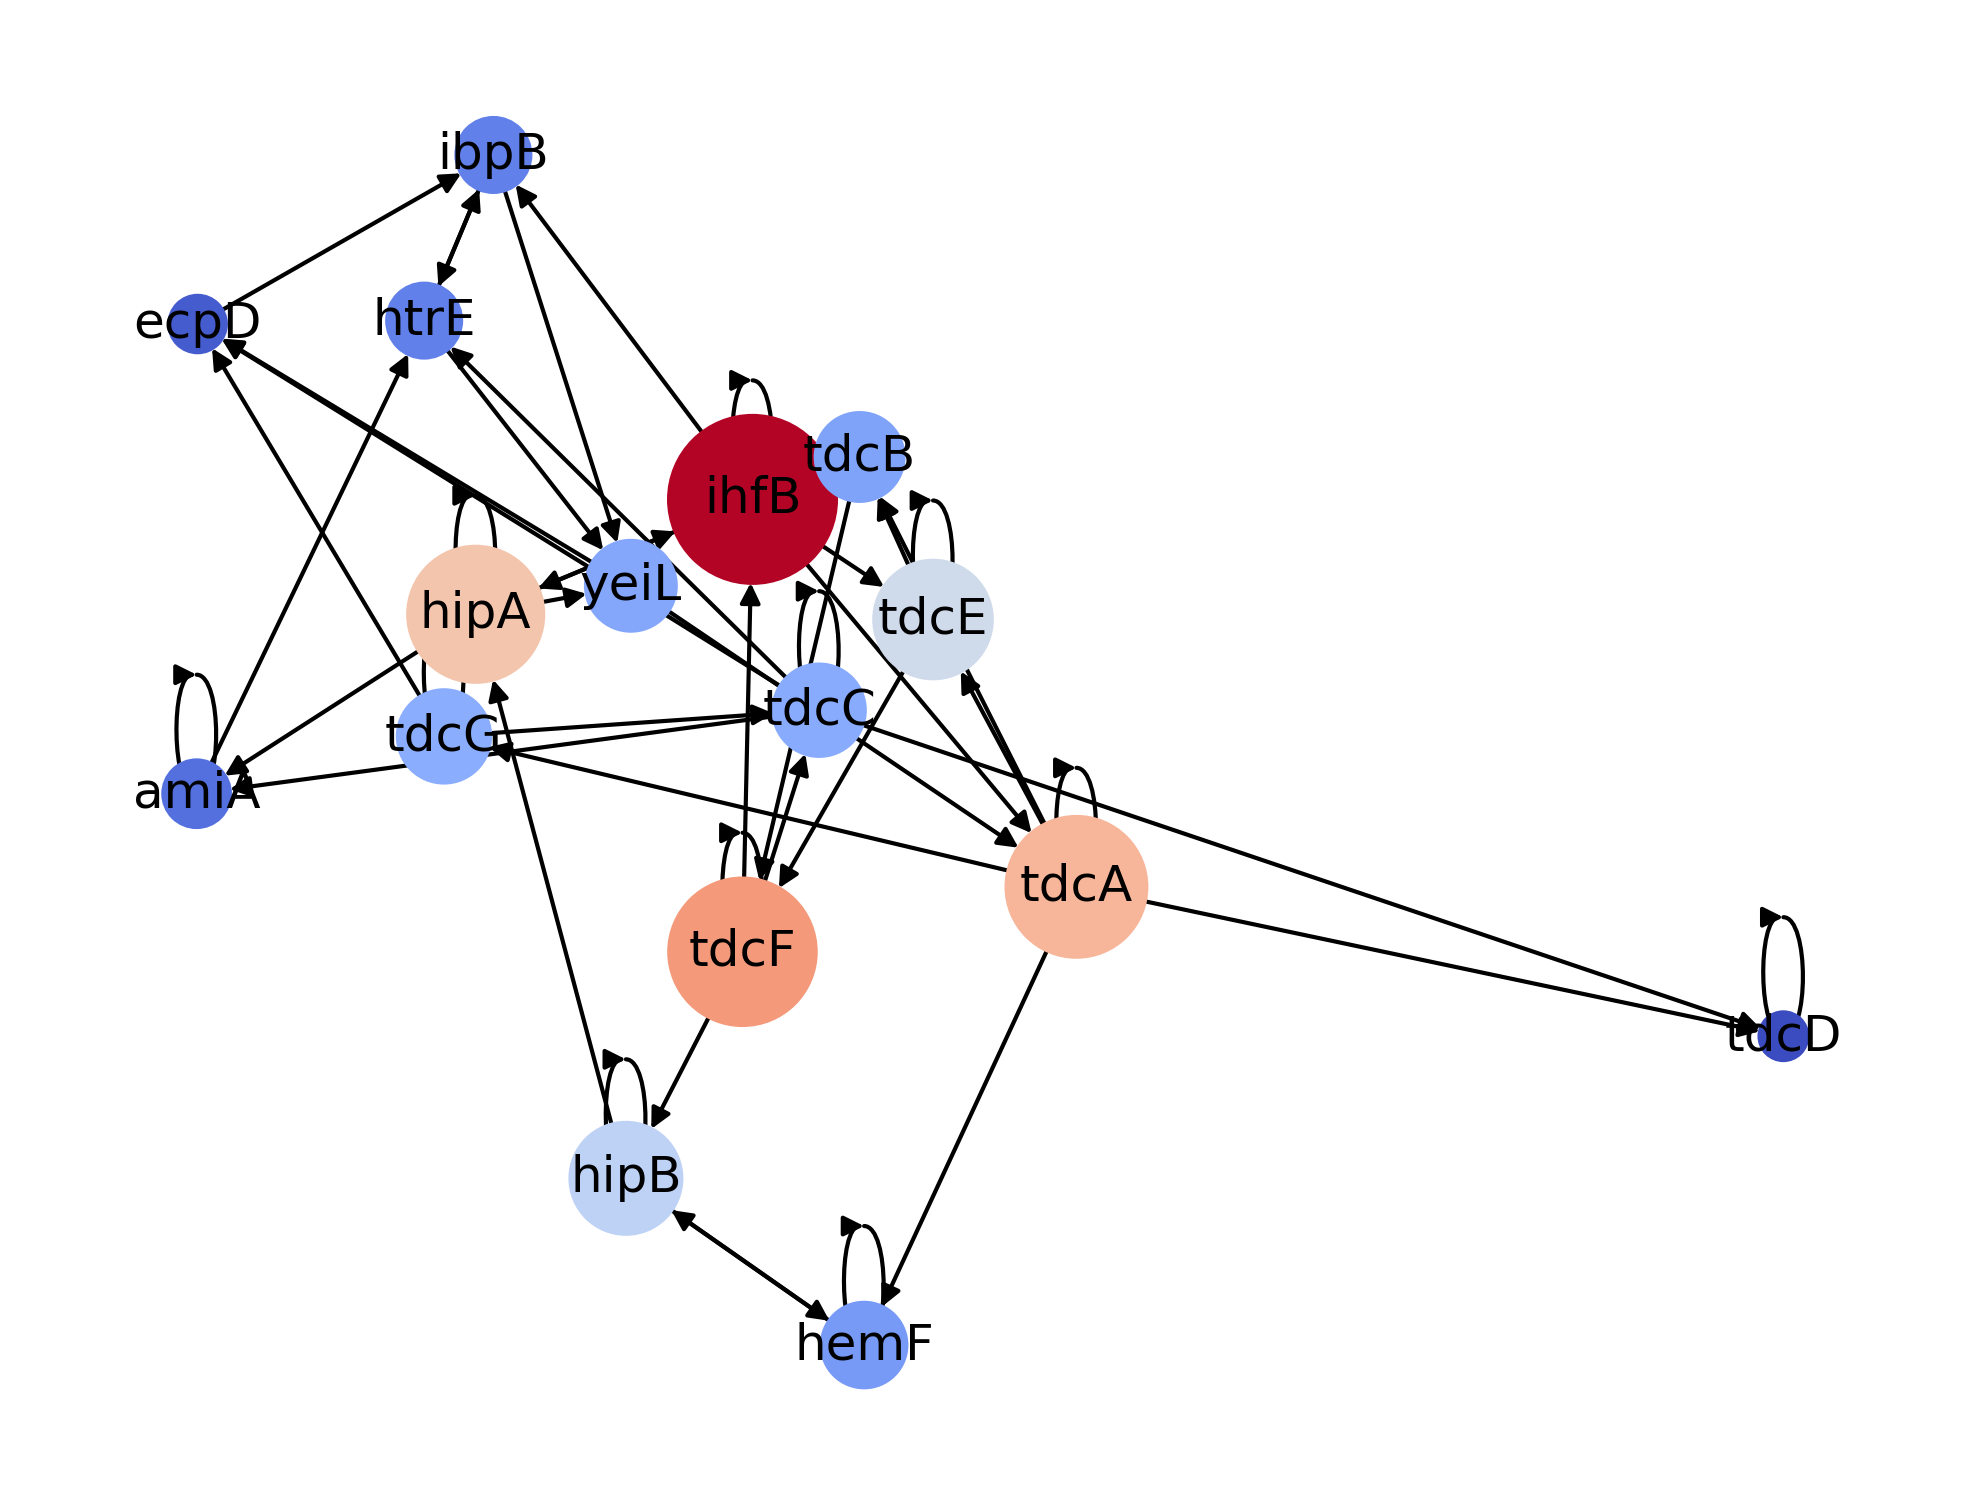 ibpB
ecpD
htrE
tdcB
ihfB
yeiL
hipA
tdcE
tdcC
tdcG
amiA
tdcA
tdcF
tdcD
hipB
hemF